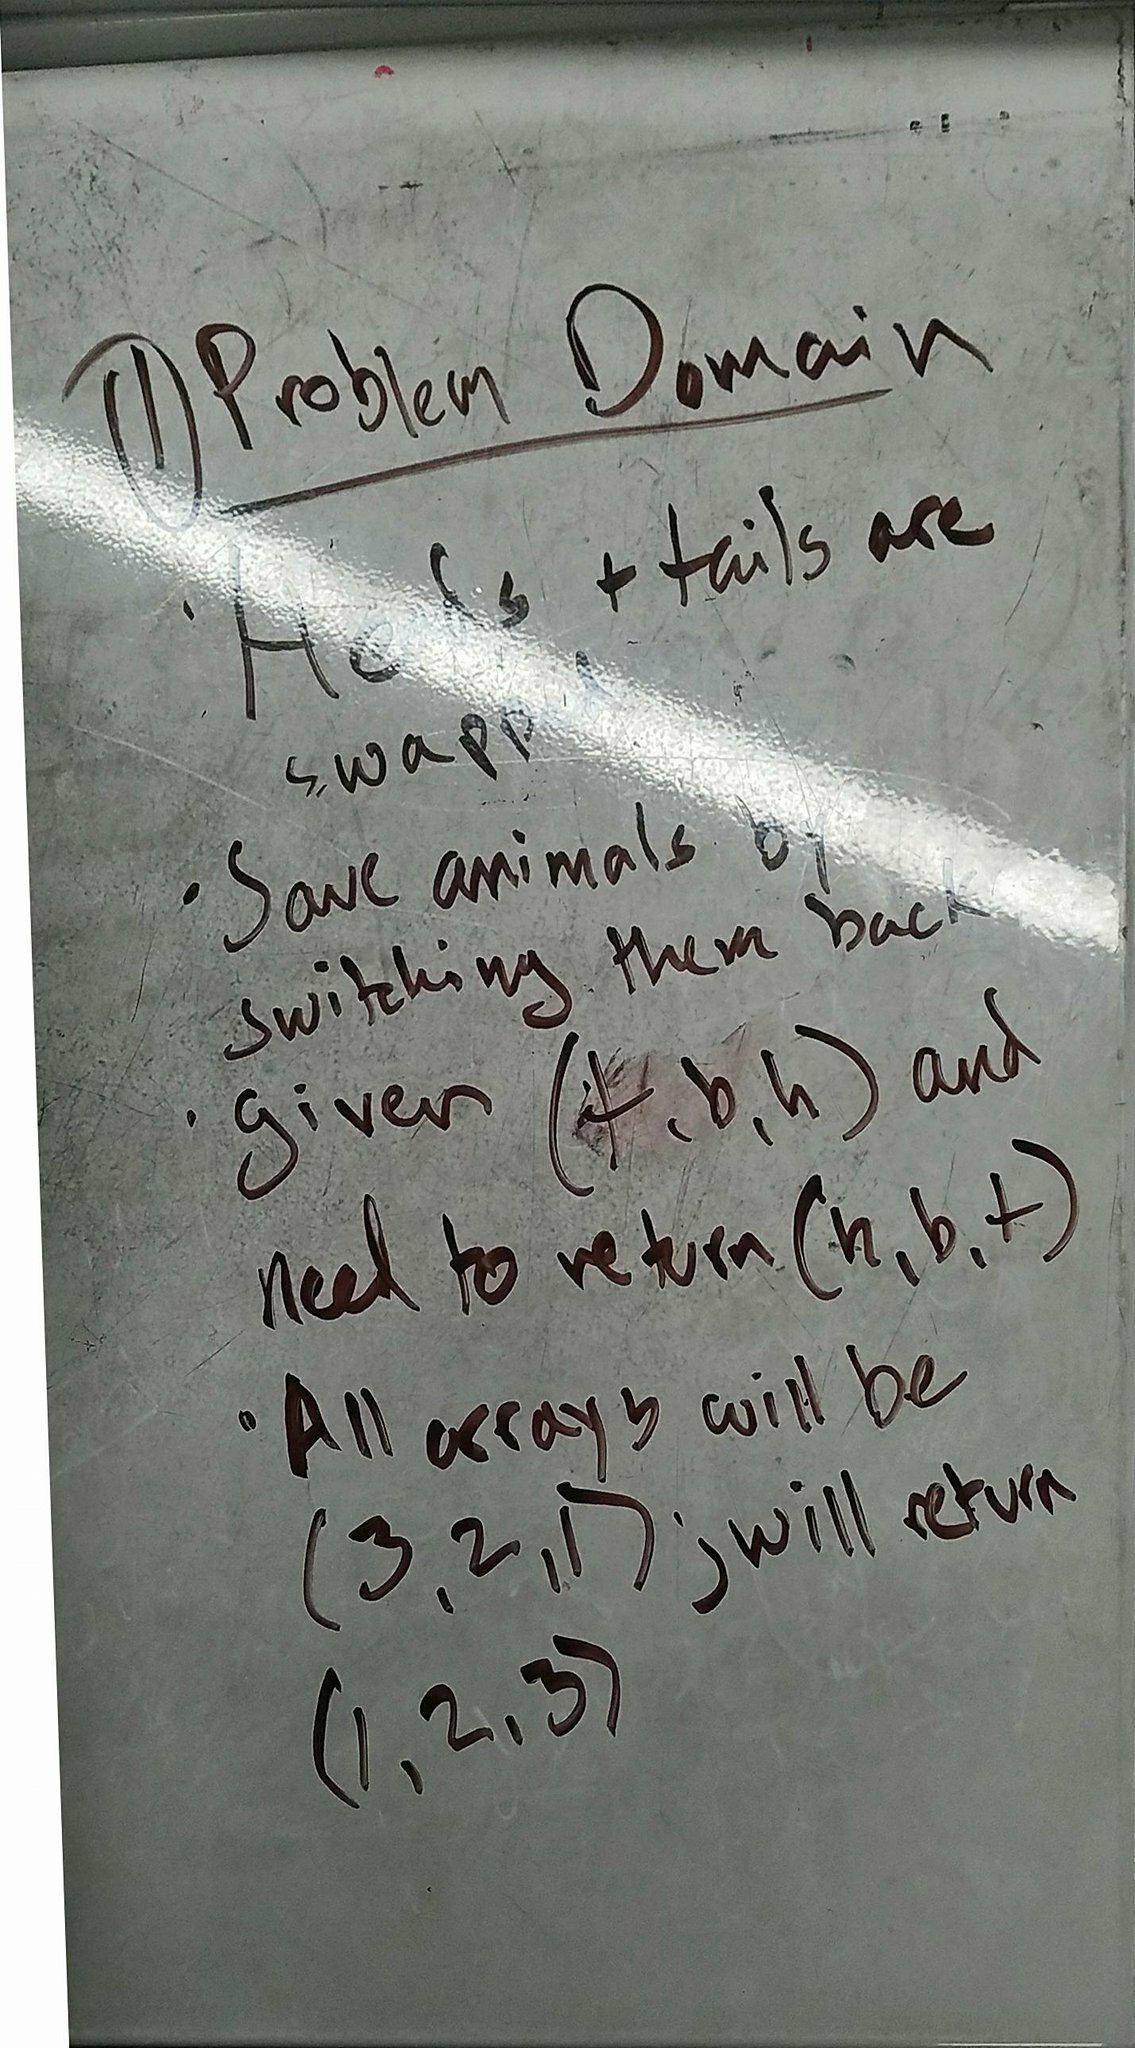 1) Problem Domain
· Heads + tails are
swapped
· Save animals by
switching them back
· given (t, b, h) and
need to return (h, b, t)
· All arrays will be
(3, 2, 1) ; will return
(1, 2, 3)